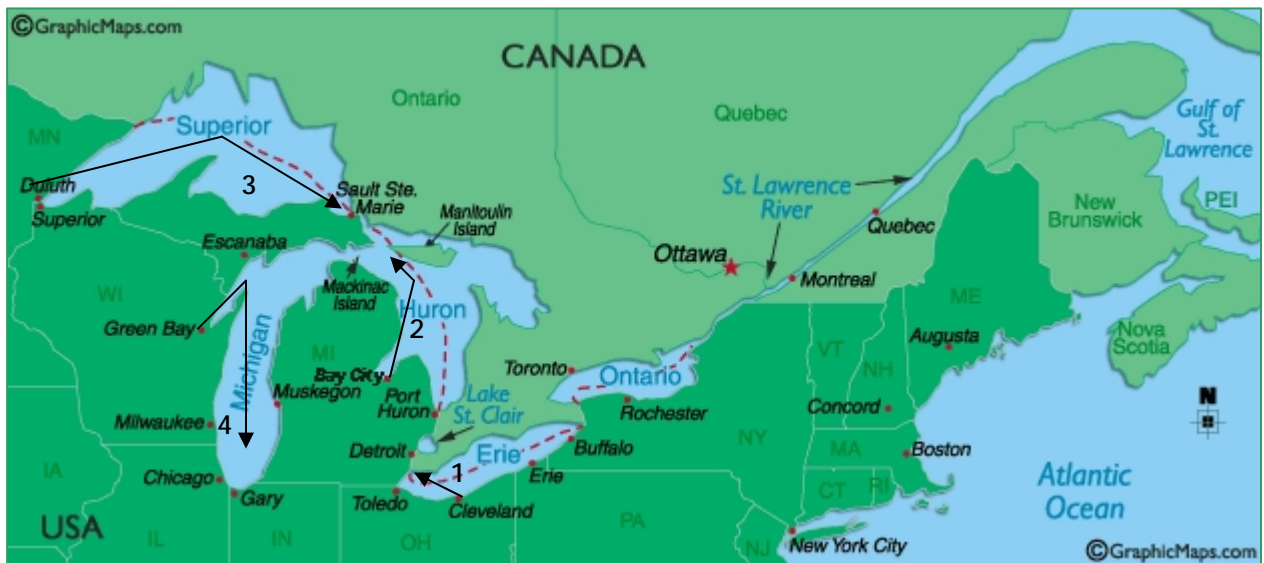 ©GraphicMaps.com
CANADA
Ontario
Quebec
Gulf of
St.
Lawrence
MN
Superior
St. Lawrence
River
Duluth
Superior
3
Sault Ste.
Marie
Manitoulin
Island
PEI
New
Brunswick
Quebec
Escanaba
Ottawa
Montreal
Mackinac
Island
WI
Huron
ME
Green Bay
2
Augusta
Nova
Scotia
Michigan
MI
VT
NH
Toronto
Ontario
Bay City
Muskegon
Port
Huron
Lake
St. Clair
Rochester
Concord
N
Milwaukee
4
NY
Buffalo
MA
Boston
Detroit
Erie
1
Erie
IA
Chicago
Gary
Toledo
Cleveland
CT
RI
Atlantic
Ocean
USA
IL
IN
OH
PA
NJ
New York City
©GraphicMaps.com